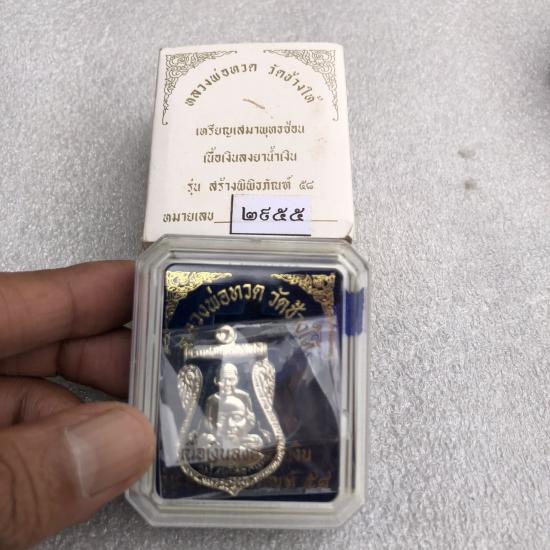 หลวงพ่อทวด วัดช้างให้
เหรียญเสมาพุทธซ้อน
เนื้อเงินลงยาน้ำเงิน
รุ่น สร้างพิพิธภัณฑ์ ๕๘
หมายเลข ๒๙๕๕
หลวงพ่อทวด วัดช้างให้